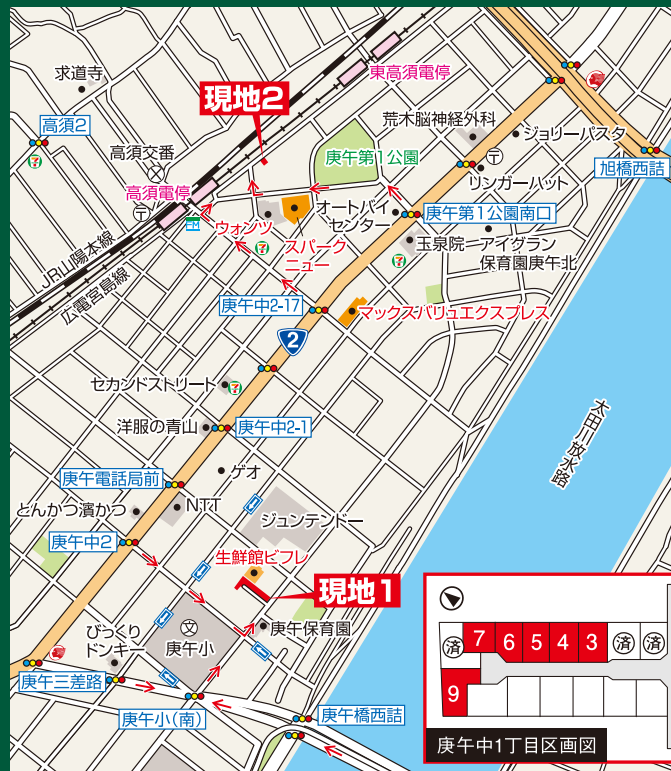 東高須電停
求道寺
現地2
荒木脳神経外科
高須2
ジョリーパスタ
高須交番
庚午第1公園
旭橋西詰
リンガーハット
高須電停
オートバイ
センター
庚午第1公園南口
ウォンツ
スパーク
ニュー
玉泉院
アイグラン
保育園庚午北
JR山陽本線
広電宮島線
7
7
7
庚午中2-17
マックスバリュエクスプレス
2
セカンドストリート
7
太田川放水路
洋服の青山
庚午中2-1
庚午電話局前
ゲオ
とんかつ濱かつ
NTT
ジュンテンドー
庚午中2
生鮮館ビフレ
現地1
びっくり
ドンキー
文
庚午小
庚午保育園
庚午三差路
庚午小(南)
庚午橋西詰
済
7
6
5
4
3
済
済
9
庚午中1丁目区画図